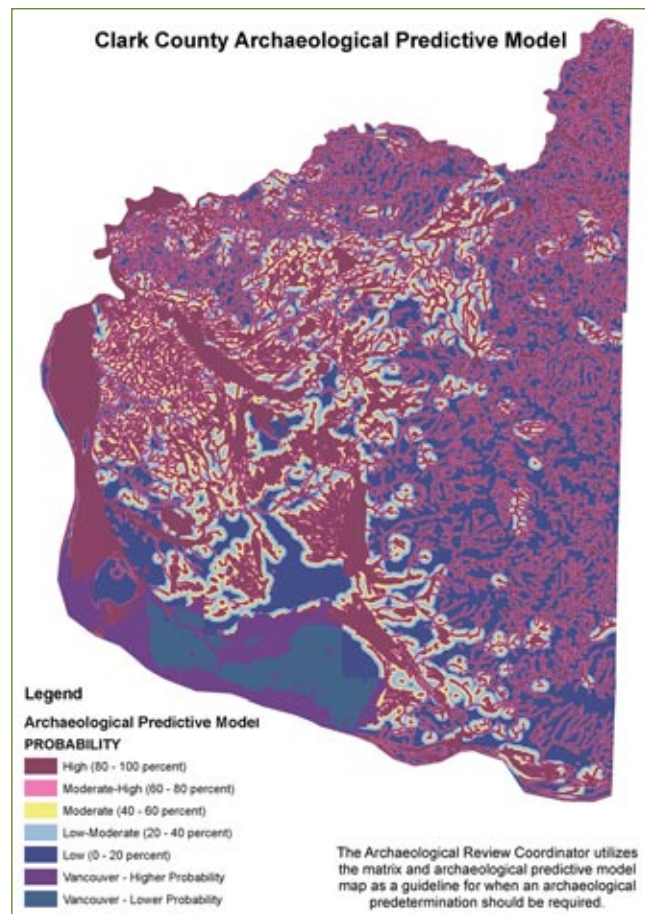 Clark County Archaeological Predictive Model
Legend
Archaeological Predictive Model
PROBABILITY
High (80 - 100 percent)
Moderate-High (60 - 80 percent)
Moderate (40 - 60 percent)
Low-Moderate (20 - 40 percent)
Low (0 - 20 percent)
Vancouver - Higher Probability
Vancouver - Lower Probability
The Archaeological Review Coordinator utilizes
the matrix and archaeological predictive model
map as a guideline for when an archaeological
predetermination should be required.